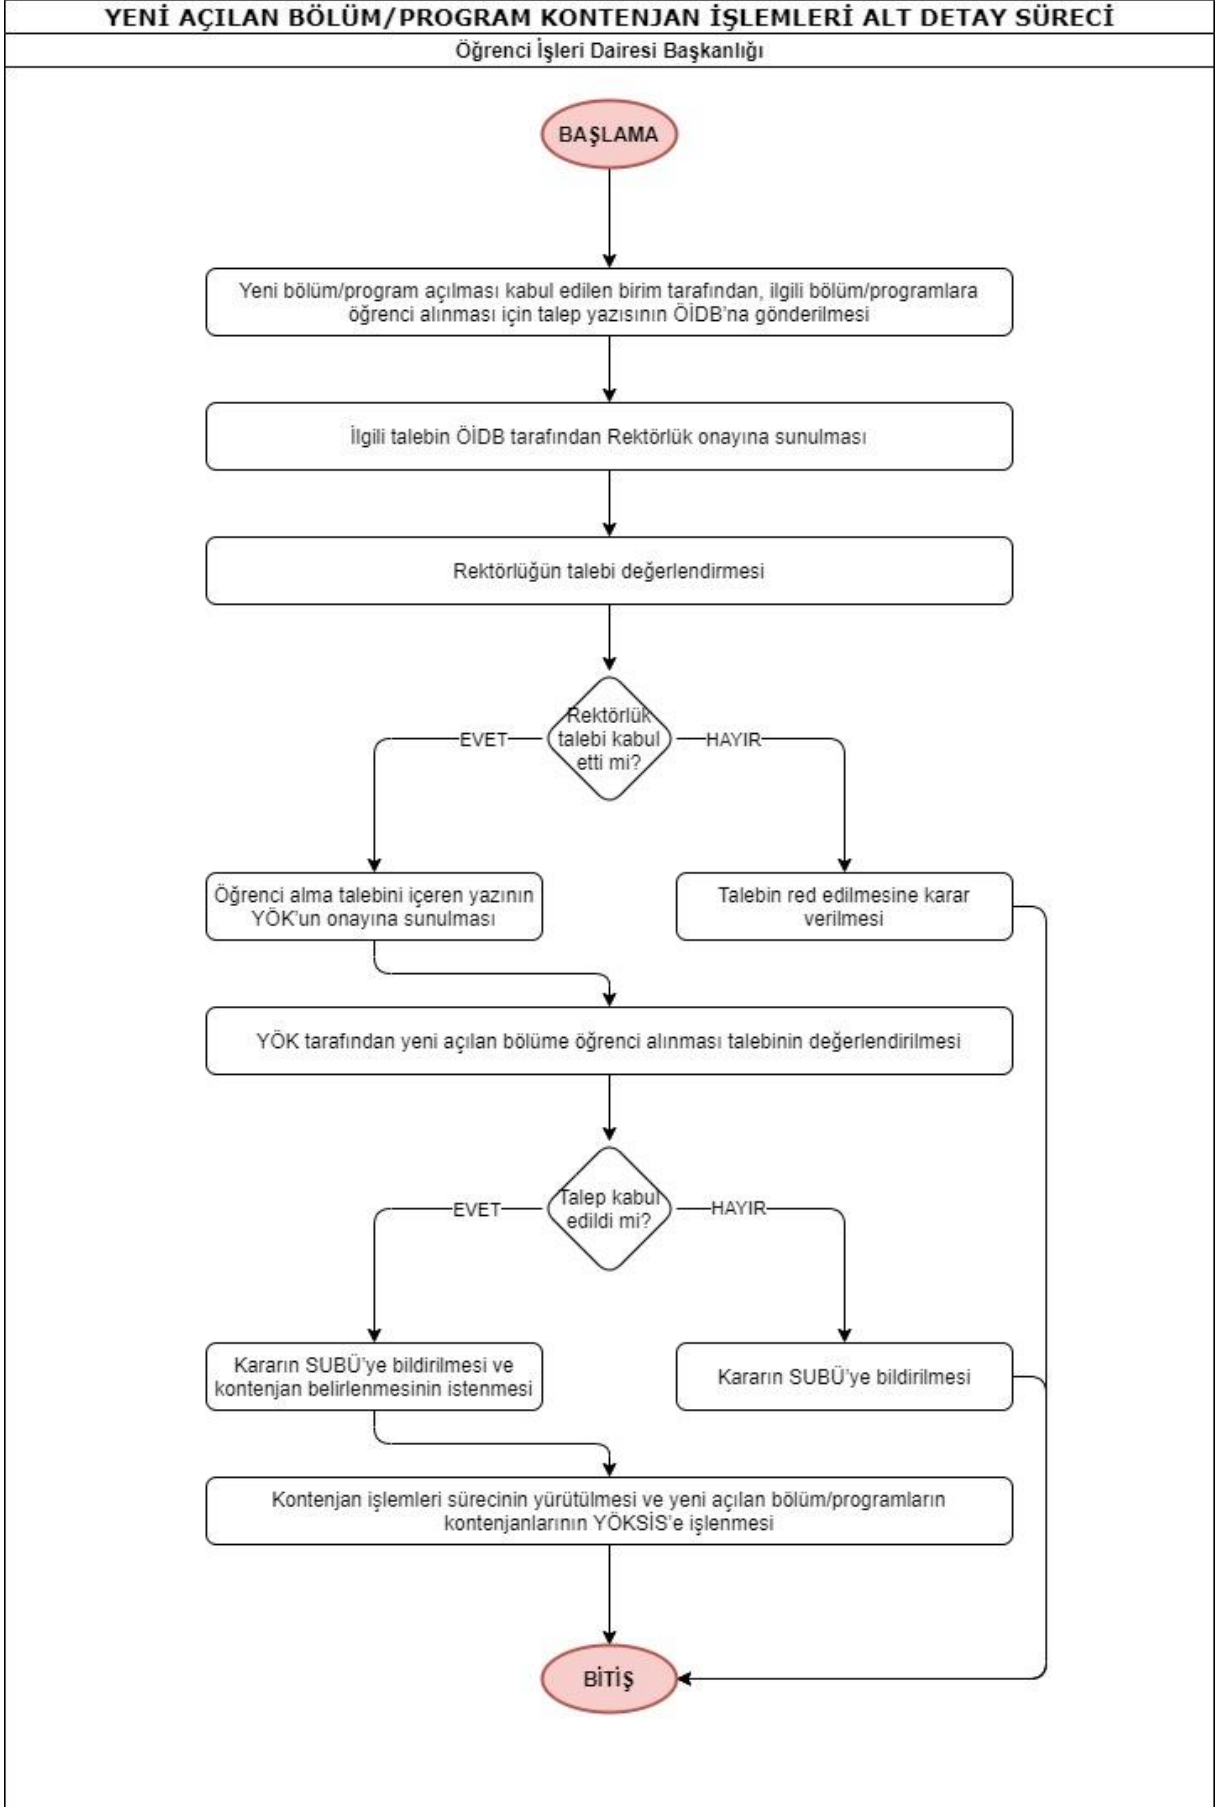 YENİ AÇILAN BÖLÜM/PROGRAM KONTENJAN İŞLEMLERİ ALT DETAY SÜRECİ
Öğrenci İşleri Dairesi Başkanlığı
BAŞLAMA
Yeni bölüm/program açılması kabul edilen birim tarafından, ilgili bölüm/programlara
öğrenci alınması için talep yazısının ÖİDB'na gönderilmesi
İlgili talebin ÖİDB tarafından Rektörlük onayına sunulması
Rektörlüğün talebi değerlendirmesi
Rektörlük
talebi kabul
etti mi?
EVET
HAYIR
Öğrenci alma talebini içeren yazının
YÖK'un onayına sunulması
Talebin red edilmesine karar
verilmesi
YÖK tarafından yeni açılan bölüme öğrenci alınması talebinin değerlendirilmesi
Talep kabul
edildi mi?
EVET
HAYIR
Kararın SUBÜ'ye bildirilmesi ve
kontenjan belirlenmesinin istenmesi
Kararın SUBÜ'ye bildirilmesi
Kontenjan işlemleri sürecinin yürütülmesi ve yeni açılan bölüm/programların
kontenjanlarının YÖKSİS'e işlenmesi
BİTİŞ